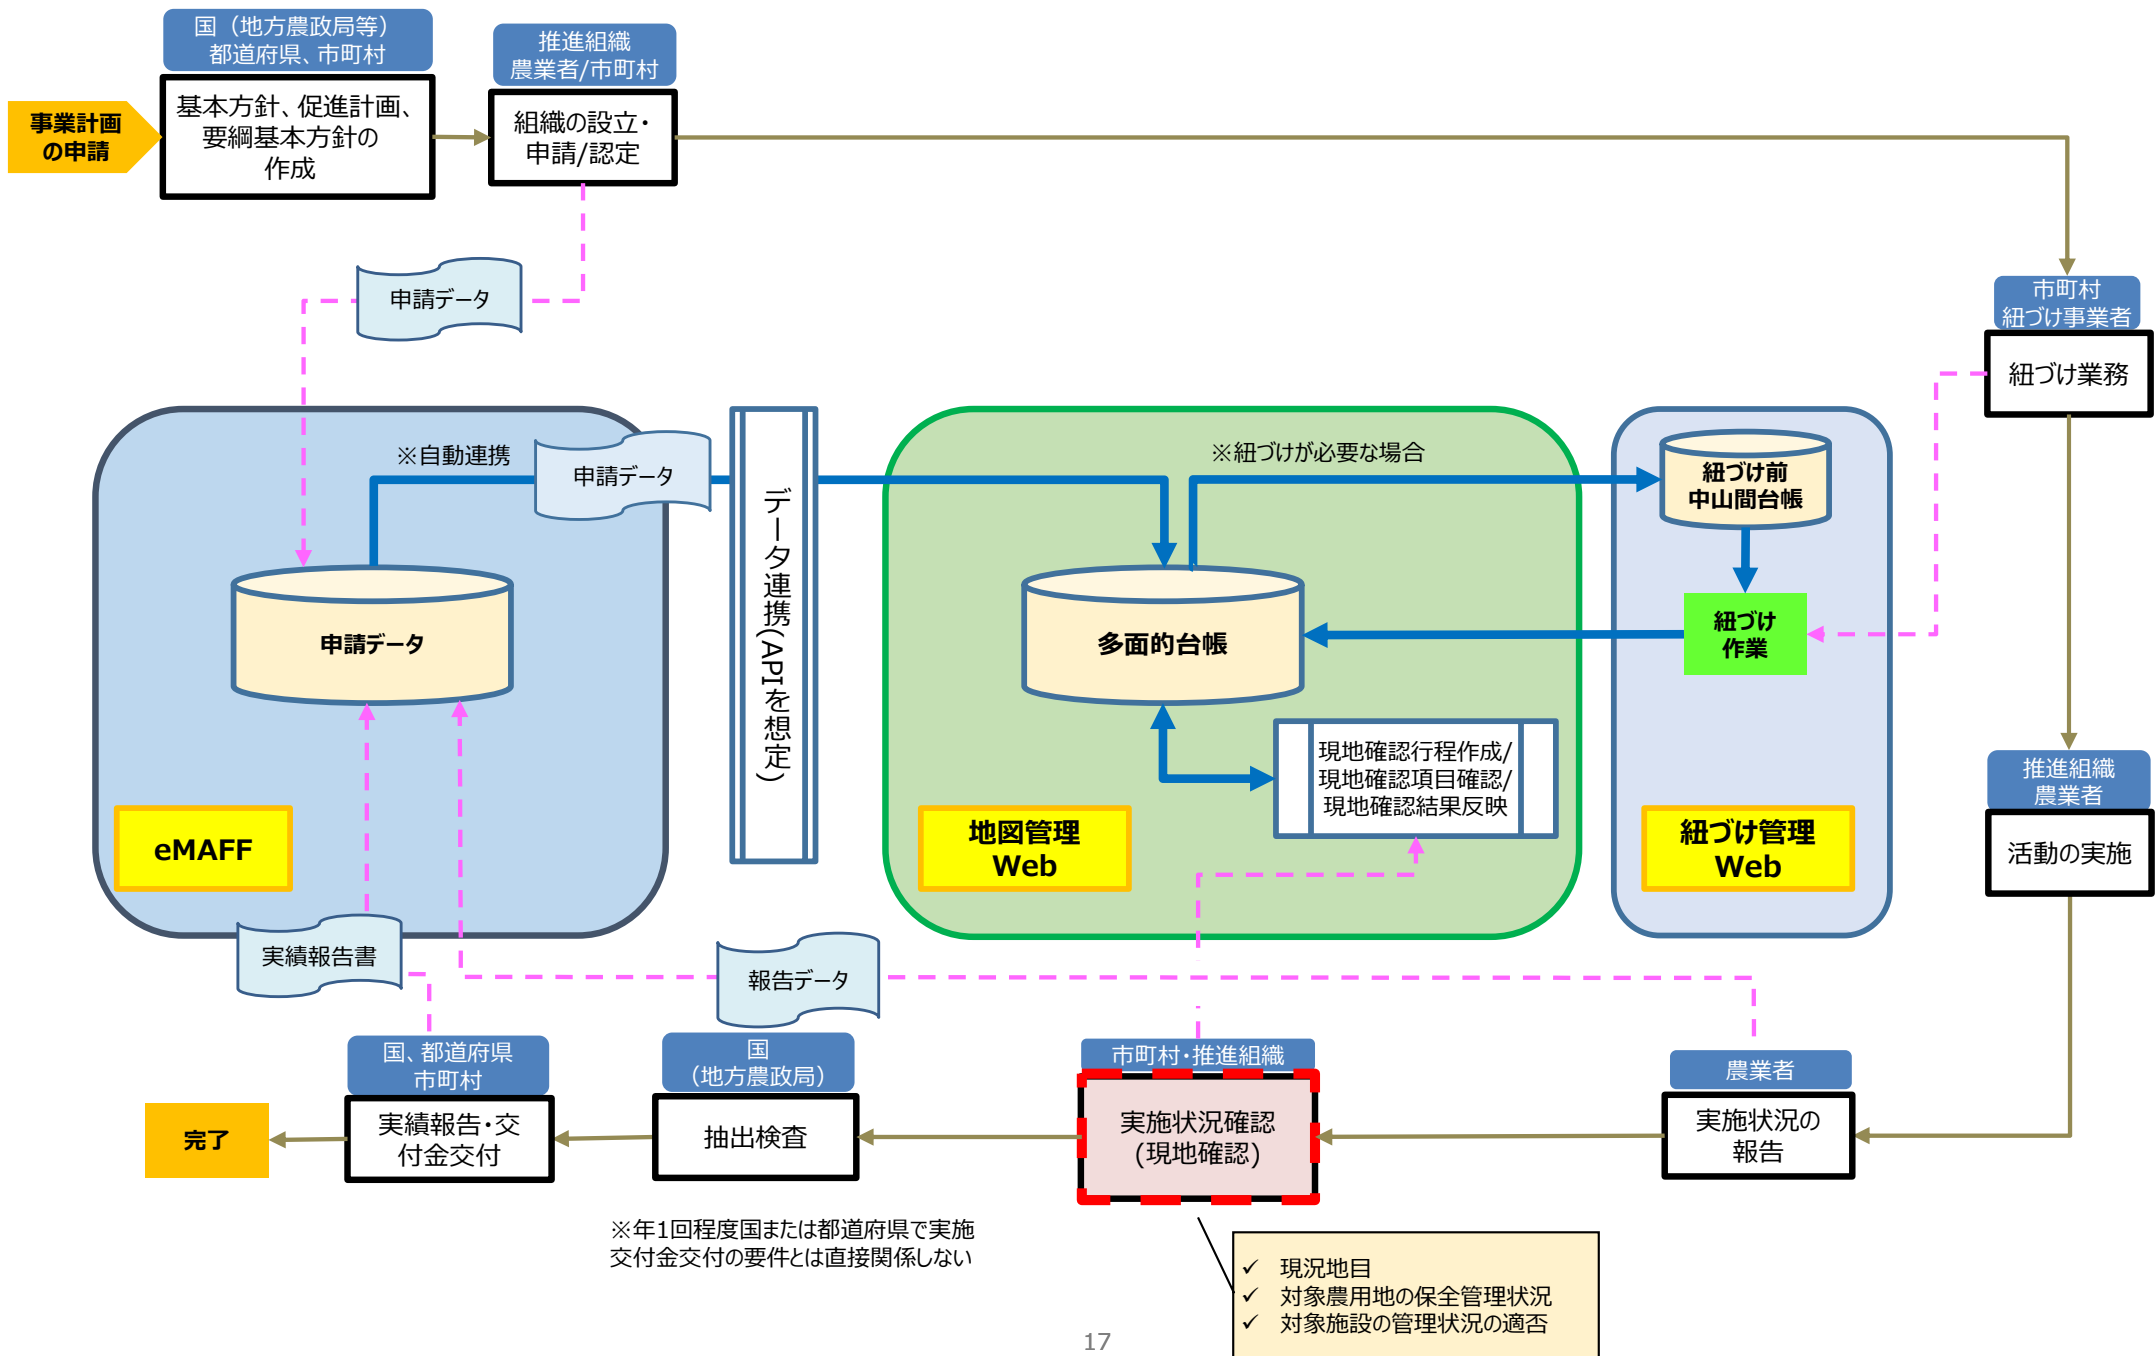 国（地方農政局等）
都道府県、市町村
推進組織
農業者/市町村
事業計画
の申請
基本方針、促進計画、
要綱基本方針の
作成
組織の設立・
申請/認定
申請データ
市町村
紐づけ事業者
紐づけ業務
※自動連携
申請データ
データ連携(APIを想定)
※紐づけが必要な場合
紐づけ前
中山間台帳
申請データ
多面的台帳
紐づけ
作業
現地確認行程作成/
現地確認項目確認/
現地確認結果反映
推進組織
農業者
活動の実施
eMAFF
地図管理
Web
紐づけ管理
Web
実績報告書
報告データ
国、都道府県
市町村
国
（地方農政局）
市町村・推進組織
農業者
完了
実績報告・交
付金交付
抽出検査
実施状況確認
(現地確認)
実施状況の
報告
※年1回程度国または都道府県で実施
交付金交付の要件とは直接関係しない
✓ 現況地目
✓ 対象農用地の保全管理状況
✓ 対象施設の管理状況の適否
17